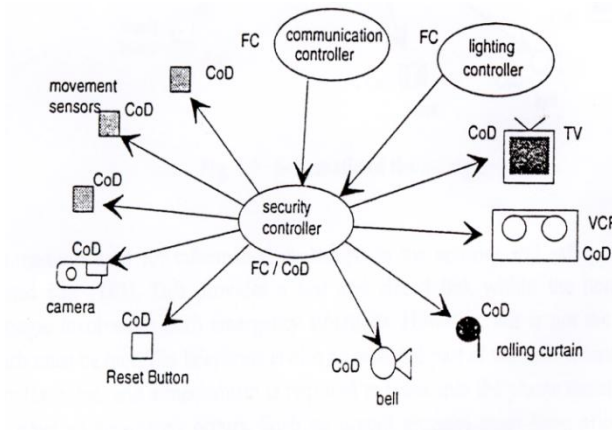 FC
communication
controller
FC
lighting
controller
CoD
movement
sensors
CoD
CoD
TV
CoD
security
controller
FC / CoD
VCR
CoD
CoD
camera
CoD
Reset Button
CoD
bell
CoD
rolling curtain